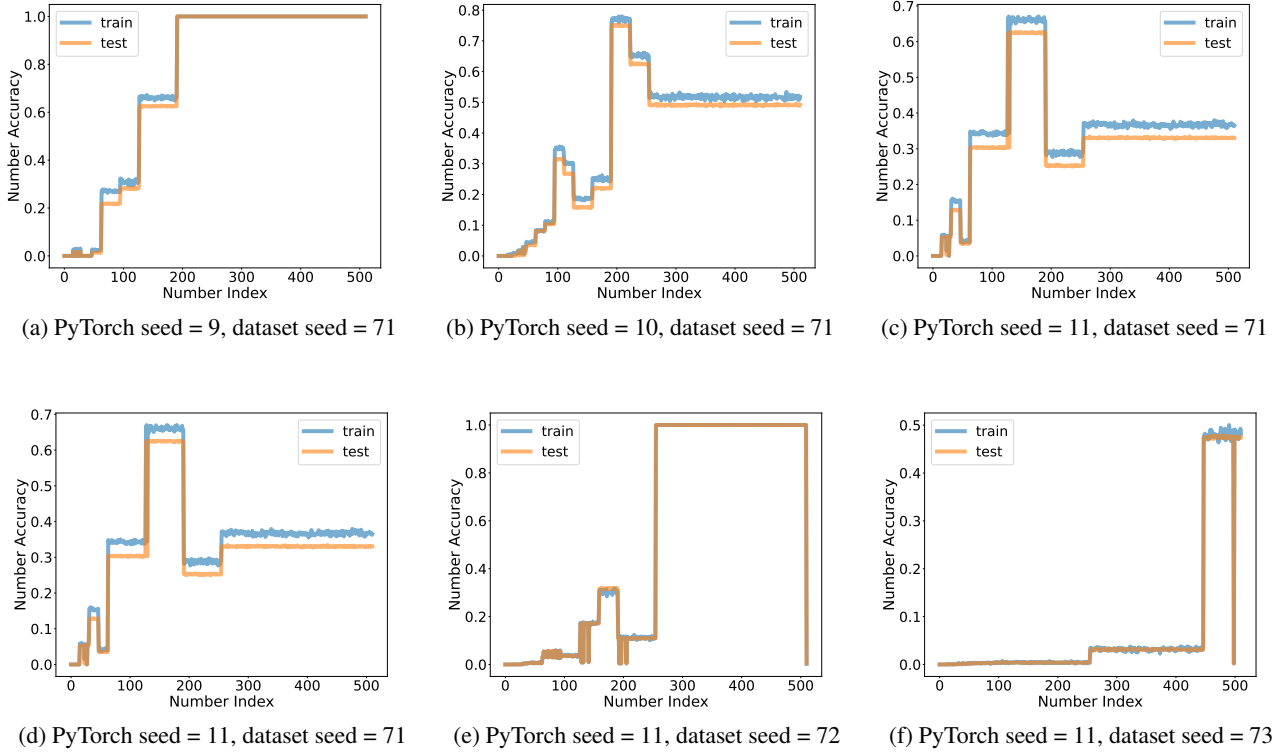 1.0
0.8
0.6
0.4
0.2
0.0
Number Accuracy
train
test
0 100 200 300 400 500
Number Index
(a) PyTorch seed = 9, dataset seed = 71
0.8
0.7
0.6
0.5
0.4
0.3
0.2
0.1
0.0
Number Accuracy
train
test
0 100 200 300 400 500
Number Index
(b) PyTorch seed = 10, dataset seed = 71
0.7
0.6
0.5
0.4
0.3
0.2
0.1
0.0
Number Accuracy
train
test
0 100 200 300 400 500
Number Index
(c) PyTorch seed = 11, dataset seed = 71
0.7
0.6
0.5
0.4
0.3
0.2
0.1
0.0
Number Accuracy
train
test
0 100 200 300 400 500
Number Index
(d) PyTorch seed = 11, dataset seed = 71
1.0
0.8
0.6
0.4
0.2
0.0
Number Accuracy
train
test
0 100 200 300 400 500
Number Index
(e) PyTorch seed = 11, dataset seed = 72
0.5
0.4
0.3
0.2
0.1
0.0
Number Accuracy
train
test
0 100 200 300 400 500
Number Index
(f) PyTorch seed = 11, dataset seed = 73